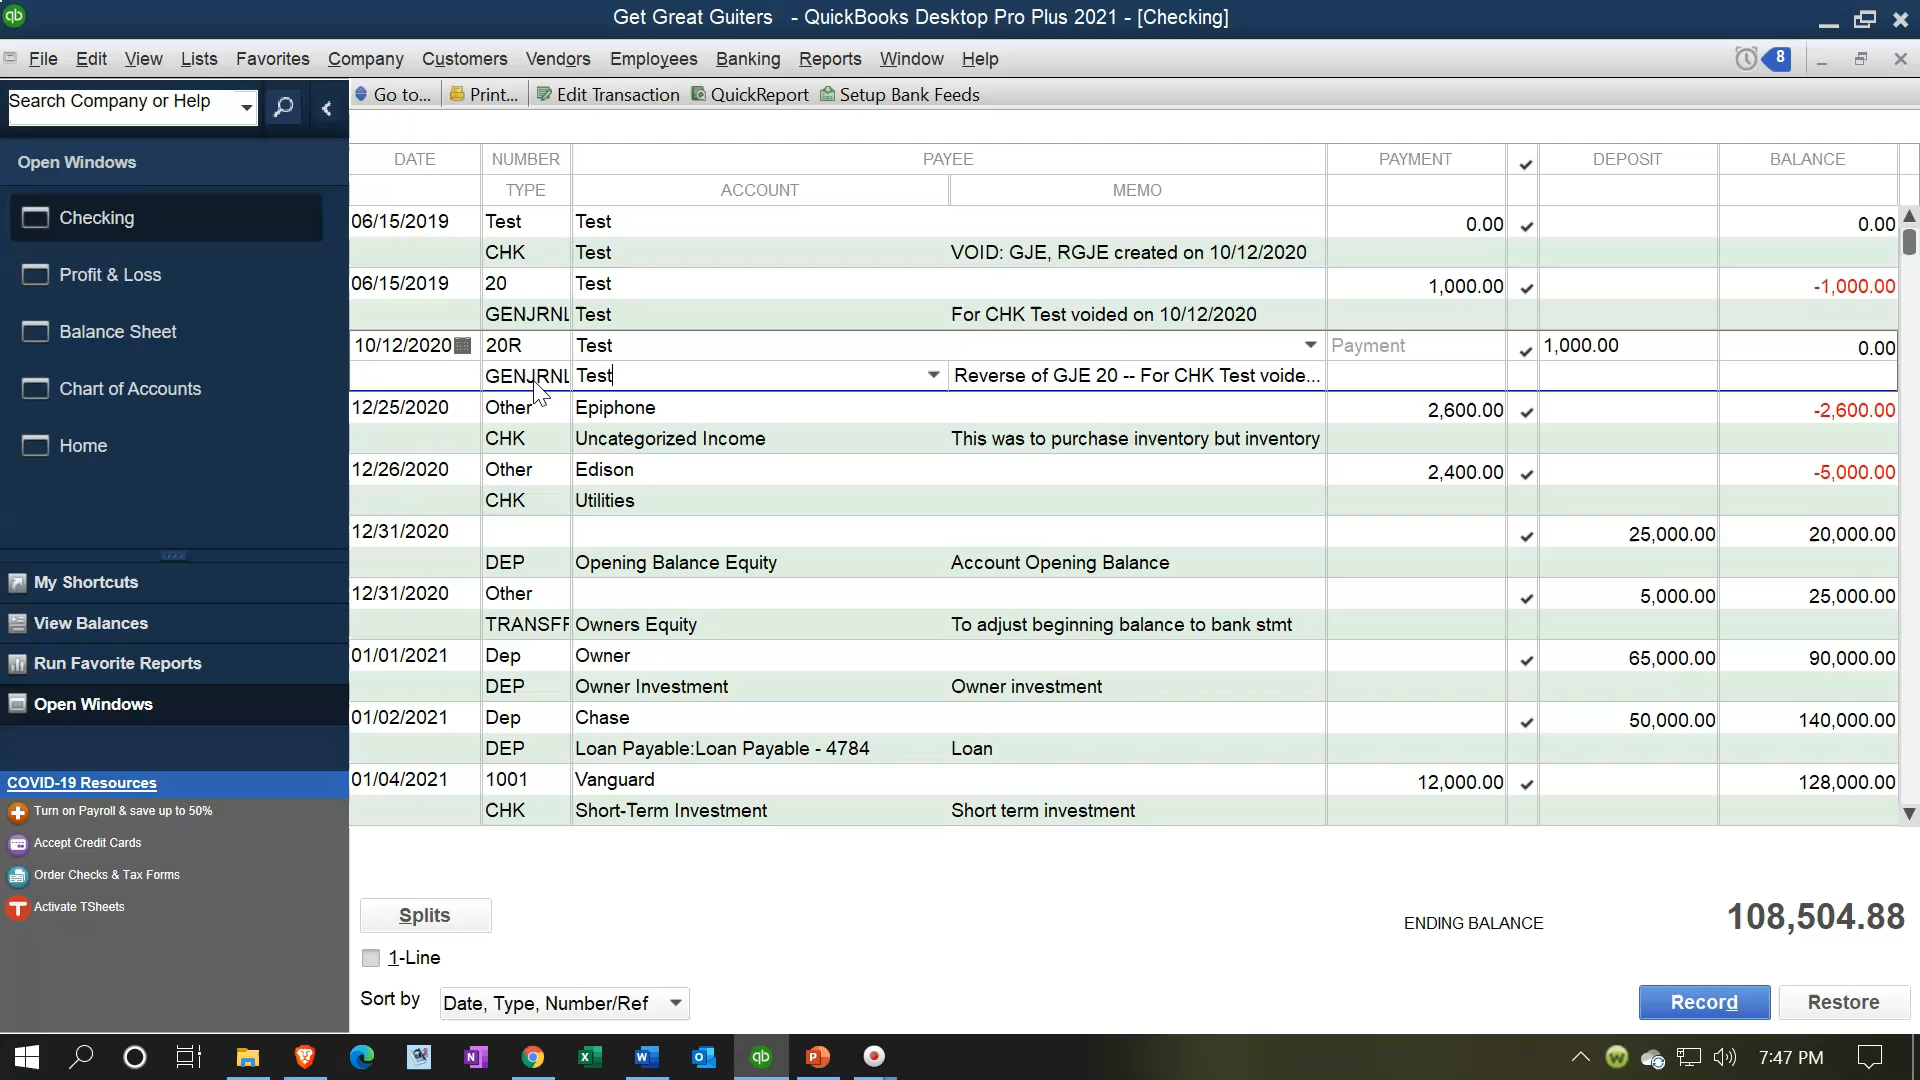 Get Great Guiters - QuickBooks Desktop Pro Plus 2021 - [Checking]
File Edit View Lists Favorites Company Customers Vendors Employees Banking Reports Window Help
8
Search Company or Help
Go to... Print... Edit Transaction QuickReport Setup Bank Feeds
Open Windows
Checking
Profit & Loss
Balance Sheet
Chart of Accounts
Home
My Shortcuts
View Balances
Run Favorite Reports
Open Windows
COVID-19 Resources
Turn on Payroll & save up to 50%
Accept Credit Cards
Order Checks & Tax Forms
Activate TSheets
DATE NUMBER PAYEE PAYMENT DEPOSIT BALANCE
TYPE ACCOUNT MEMO
06/15/2019 Test Test 0.00 0.00
CHK Test VOID: GJE, RGJE created on 10/12/2020
06/15/2019 20 Test 1,000.00 -1,000.00
GENJRNL Test For CHK Test voided on 10/12/2020
10/12/2020 20R Test Payment 1,000.00 0.00
GENJRNL Test Reverse of GJE 20 -- For CHK Test voide...
12/25/2020 Other Epiphone 2,600.00 -2,600.00
CHK Uncategorized Income This was to purchase inventory but inventory
12/26/2020 Other Edison 2,400.00 -5,000.00
CHK Utilities
12/31/2020 25,000.00 20,000.00
DEP Opening Balance Equity Account Opening Balance
12/31/2020 Other 5,000.00 25,000.00
TRANSFR Owners Equity To adjust beginning balance to bank stmt
01/01/2021 Dep Owner 65,000.00 90,000.00
DEP Owner Investment Owner investment
01/02/2021 Dep Chase 50,000.00 140,000.00
DEP Loan Payable:Loan Payable - 4784 Loan
01/04/2021 1001 Vanguard 12,000.00 128,000.00
CHK Short-Term Investment Short term investment
Splits
ENDING BALANCE 108,504.88
1-Line
Sort by Date, Type, Number/Ref
Record Restore
7:47 PM